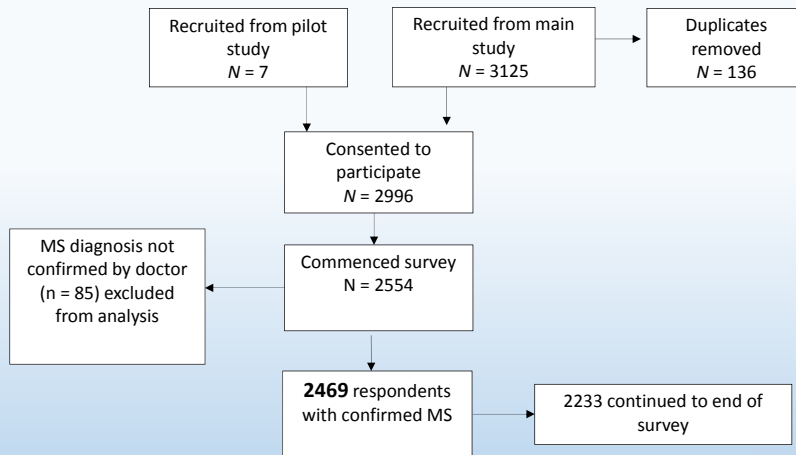 Recruited from pilot
study
N = 7
Recruited from main
study
N = 3125
Duplicates
removed
N = 136
Consented to
participate
N = 2996
MS diagnosis not
confirmed by doctor
(n = 85) excluded
from analysis
Commenced survey
N = 2554
2469 respondents
with confirmed MS
2233 continued to end of
survey